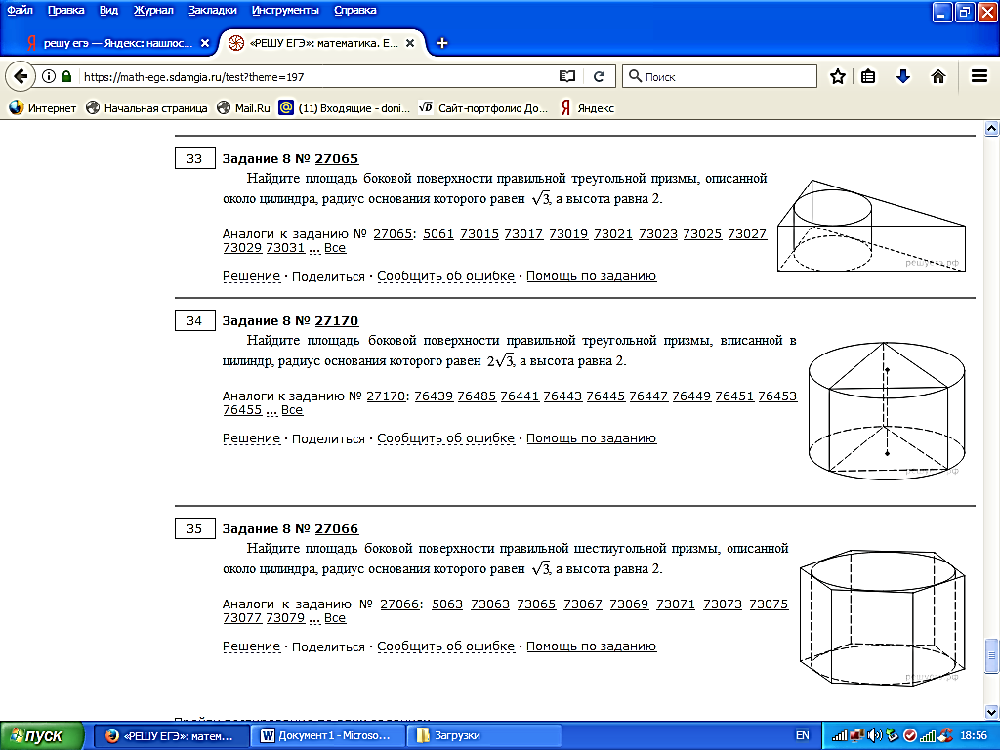 Файл Правка Вид Журнал Закладки Инструменты Справка
решу егэ — Яндекс: нашлос... «РЕШУ ЕГЭ»: математика. Е...
https://math-ege.sdamgia.ru/test?theme=197 Поиск
Интернет Начальная страница Mail.Ru (11) Входящие - doni... Сайт-портфолио До... Яндекс
33 Задание 8 № 27065
Найдите площадь боковой поверхности правильной треугольной призмы, описанной
около цилиндра, радиус основания которого равен √3, а высота равна 2.
Аналоги к заданию № 27065: 5061 73015 73017 73019 73021 73023 73025 73027
73029 73031 ... Все
решуегэ.рф
Решение · Поделиться · Сообщить об ошибке · Помощь по заданию
34 Задание 8 № 27170
Найдите площадь боковой поверхности правильной треугольной призмы, вписанной в
цилиндр, радиус основания которого равен 2√3, а высота равна 2.
Аналоги к заданию № 27170: 76439 76485 76441 76443 76445 76447 76449 76451 76453
76455 ... Все
Решение · Поделиться · Сообщить об ошибке · Помощь по заданию
решуегэ.рф
35 Задание 8 № 27066
Найдите площадь боковой поверхности правильной шестиугольной призмы, описанной
около цилиндра, радиус основания которого равен √3, а высота равна 2.
Аналоги к заданию № 27066: 5063 73063 73065 73067 73069 73071 73073 73075
73077 73079 ... Все
Решение · Поделиться · Сообщить об ошибке · Помощь по заданию
решуегэ.рф
пуск «РЕШУ ЕГЭ»: матем... Документ1 - Microso... Загрузки EN 18:56